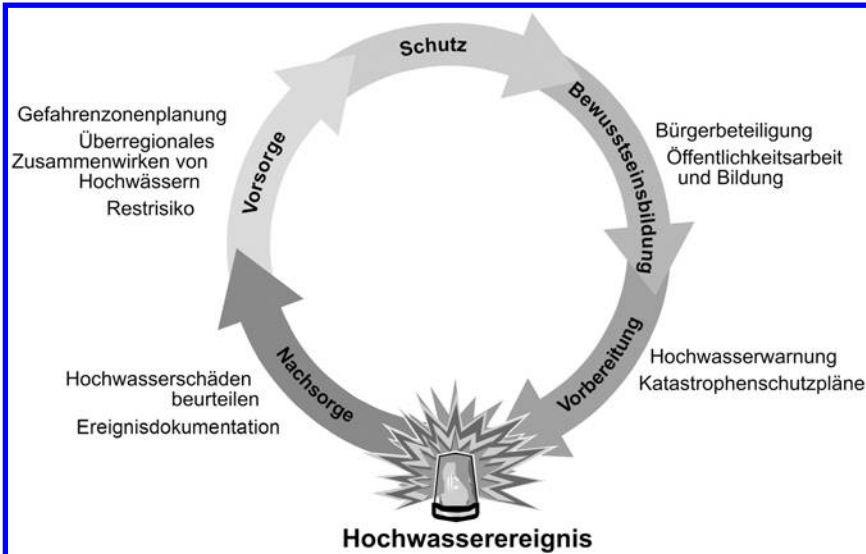 Schutz
Gefahrenzonenplanung
Überregionales
Zusammenwirken von
Hochwässern
Restrisiko
Vorsorge
Bewusstseinsbildung
Bürgerbeteiligung
Öffentlichkeitsarbeit
und Bildung
Hochwasserschäden
beurteilen
Ereignisdokumentation
Nachsorge
Vorbereitung
Hochwasserwarnung
Katastrophenschutzpläne
Hochwasserereignis